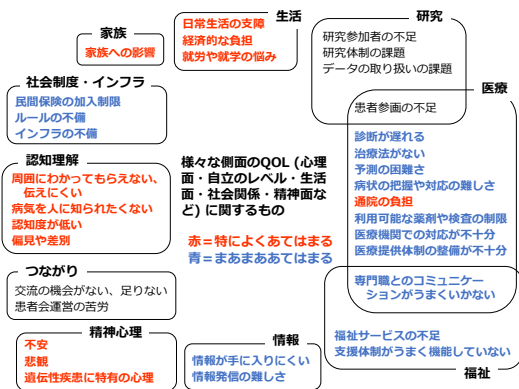 家族
家族への影響
生活
日常生活の支障
経済的な負担
就労や就学の悩み
研究
研究参加者の不足
研究体制の課題
データの取り扱いの課題
医療
患者参画の不足
診断が遅れる
治療法がない
予測の困難さ
病状の把握や対応の難しさ
通院の負担
利用可能な薬剤や検査の制限
医療機関での対応が不十分
医療提供体制の整備が不十分
専門職とのコミュニケー
ションがうまくいかない
福祉サービスの不足
支援体制がうまく機能していない
福祉
社会制度・インフラ
民間保険の加入制限
ルールの不備
インフラの不備
認知理解
周囲にわかってもらえない、
伝えにくい
病気を人に知られたくない
認知度が低い
偏見や差別
様々な側面のQOL (心理
面・自立のレベル・生活
面・社会関係・精神面な
ど) に関するもの
赤＝特によくあてはまる
青＝まあまああてはまる
つながり
交流の機会がない、足りない
患者会運営の苦労
精神心理
不安
悲観
遺伝性疾患に特有の心理
情報
情報が手に入りにくい
情報発信の難しさ